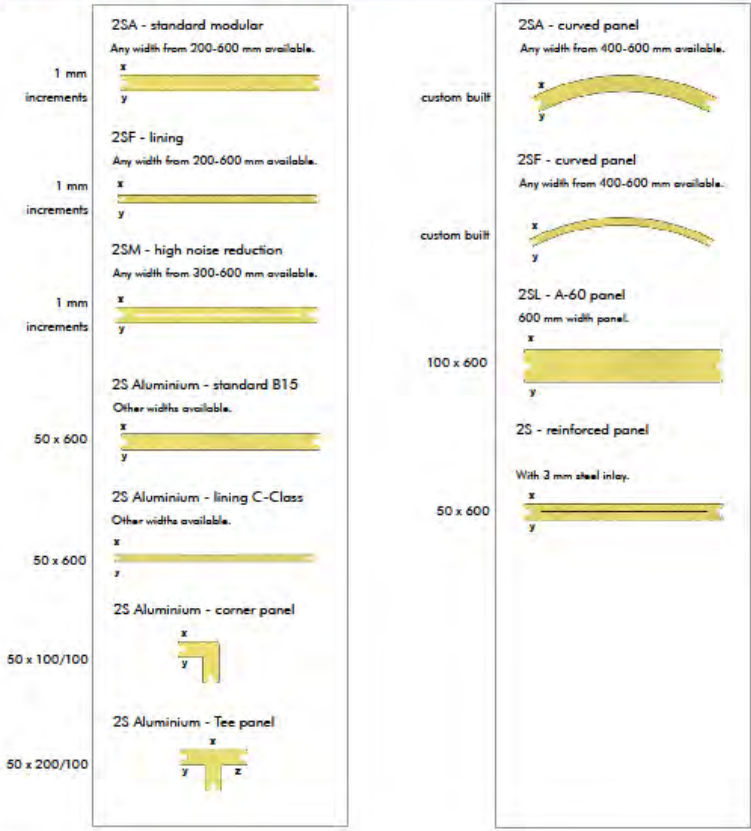 2SA - standard modular
Any width from 200-600 mm available.
1 mm
increments
x
y
2SF - lining
Any width from 200-600 mm available.
1 mm
increments
x
y
2SM - high noise reduction
Any width from 300-600 mm available.
1 mm
increments
x
y
2S Aluminium - standard B15
Other widths available.
50 x 600
x
y
2S Aluminium - lining C-Class
Other widths available.
50 x 600
x
y
2S Aluminium - corner panel
50 x 100/100
x
y
2S Aluminium - Tee panel
50 x 200/100
x
y z
2SA - curved panel
Any width from 400-600 mm available.
custom built
x
y
2SF - curved panel
Any width from 400-600 mm available.
custom built
x
y
2SL - A-60 panel
600 mm width panel.
100 x 600
x
y
2S - reinforced panel
With 3 mm steel inlay.
50 x 600
x
y